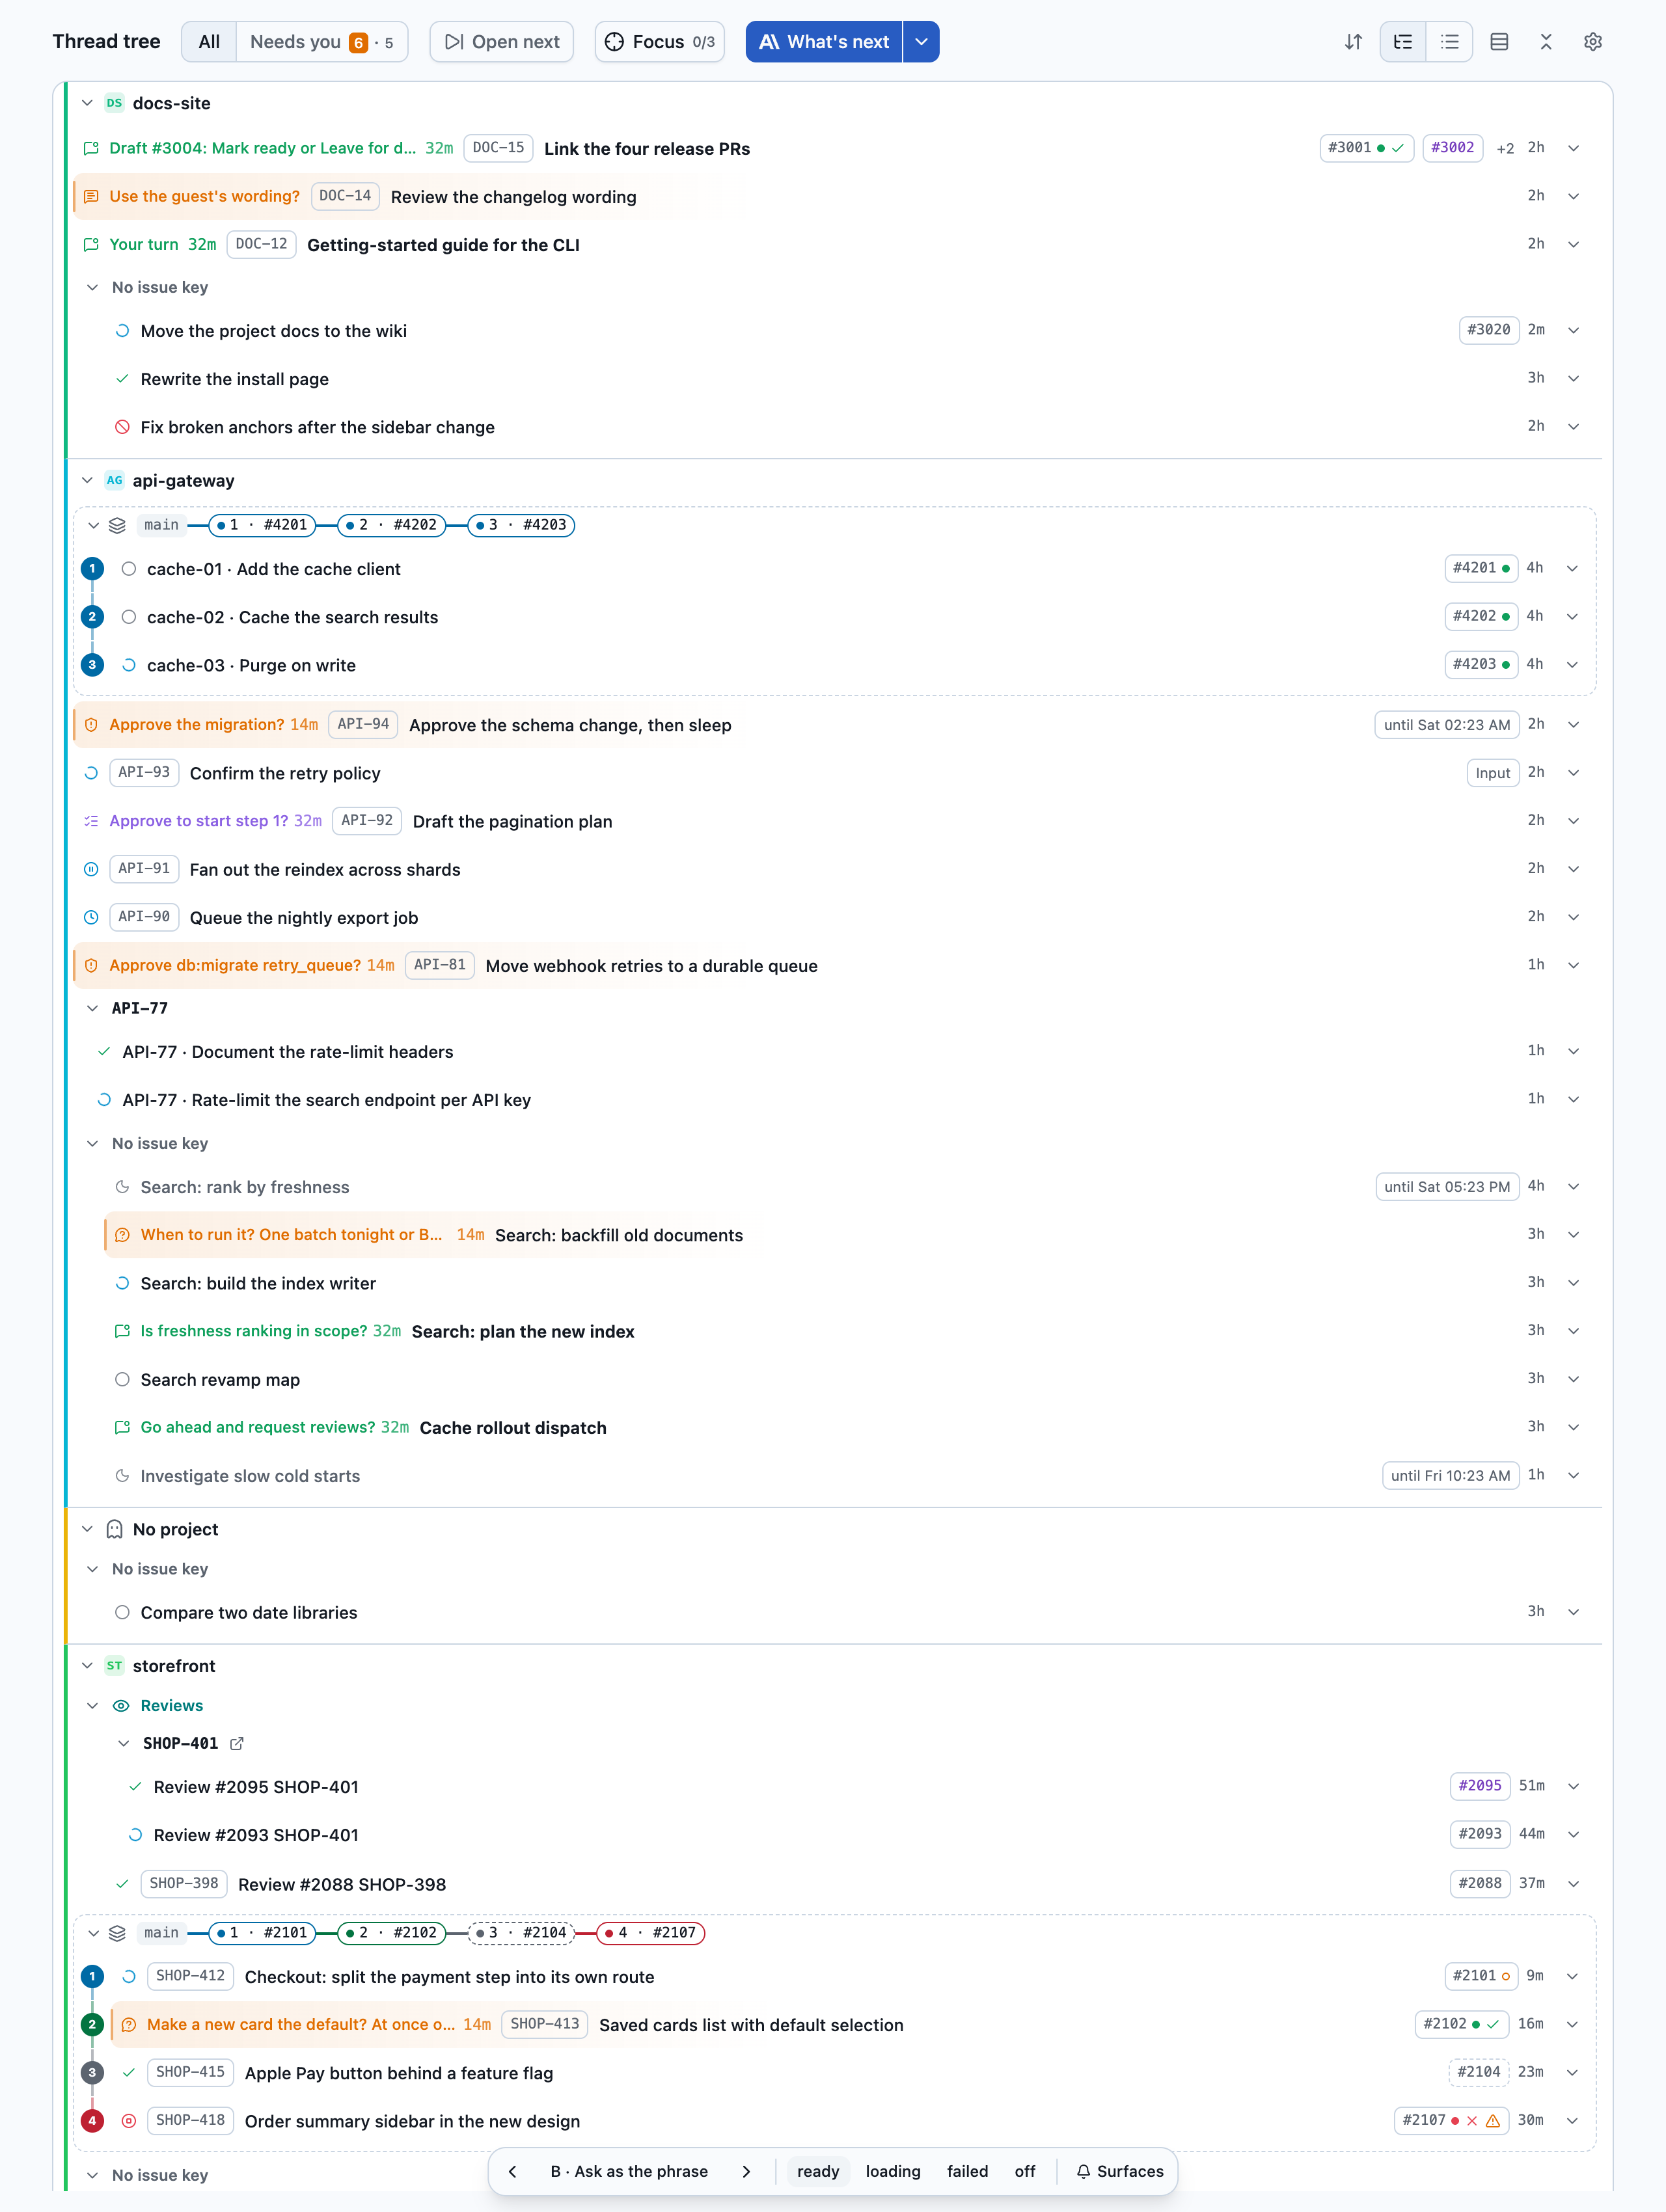 Thread tree All Needs you 6 · 5 Open next Focus 0/3 What's next
DS docs-site
Draft #3004: Mark ready or Leave for d... 32m DOC-15 Link the four release PRs #3001 #3002 +2 2h
Use the guest's wording? DOC-14 Review the changelog wording 2h
Your turn 32m DOC-12 Getting-started guide for the CLI 2h
No issue key
Move the project docs to the wiki #3020 2m
Rewrite the install page 3h
Fix broken anchors after the sidebar change 2h
AG api-gateway
main 1 · #4201 2 · #4202 3 · #4203
1 cache-01 · Add the cache client #4201 4h
2 cache-02 · Cache the search results #4202 4h
3 cache-03 · Purge on write #4203 4h
Approve the migration? 14m API-94 Approve the schema change, then sleep until Sat 02:23 AM 2h
API-93 Confirm the retry policy Input 2h
Approve to start step 1? 32m API-92 Draft the pagination plan 2h
API-91 Fan out the reindex across shards 2h
API-90 Queue the nightly export job 2h
Approve db:migrate retry_queue? 14m API-81 Move webhook retries to a durable queue 1h
API-77
API-77 · Document the rate-limit headers 1h
API-77 · Rate-limit the search endpoint per API key 1h
No issue key
Search: rank by freshness until Sat 05:23 PM 4h
When to run it? One batch tonight or B... 14m Search: backfill old documents 3h
Search: build the index writer 3h
Is freshness ranking in scope? 32m Search: plan the new index 3h
Search revamp map 3h
Go ahead and request reviews? 32m Cache rollout dispatch 3h
Investigate slow cold starts until Fri 10:23 AM 1h
No project
No issue key
Compare two date libraries 3h
ST storefront
Reviews
SHOP-401
Review #2095 SHOP-401 #2095 51m
Review #2093 SHOP-401 #2093 44m
SHOP-398 Review #2088 SHOP-398 #2088 37m
main 1 · #2101 2 · #2102 3 · #2104 4 · #2107
1 SHOP-412 Checkout: split the payment step into its own route #2101 9m
2 Make a new card the default? At once o... 14m SHOP-413 Saved cards list with default selection #2102 16m
3 SHOP-415 Apple Pay button behind a feature flag #2104 23m
4 SHOP-418 Order summary sidebar in the new design #2107 30m
No issue key
B · Ask as the phrase ready loading failed off Surfaces